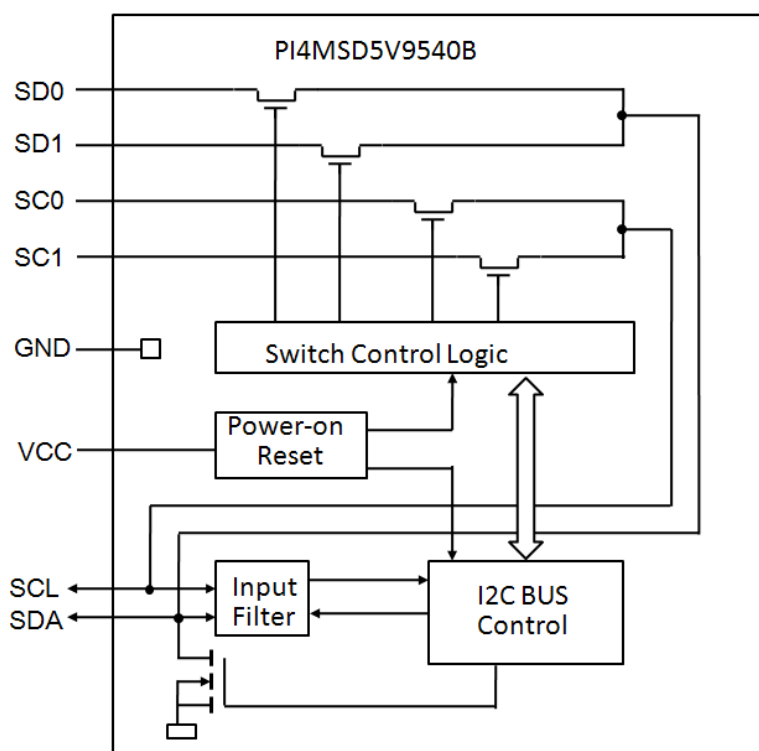 PI4MSD5V9540B
SD0
SD1
SC0
SC1
GND
Switch Control Logic
VCC
Power-on
Reset
SCL
SDA
Input
Filter
I2C BUS
Control